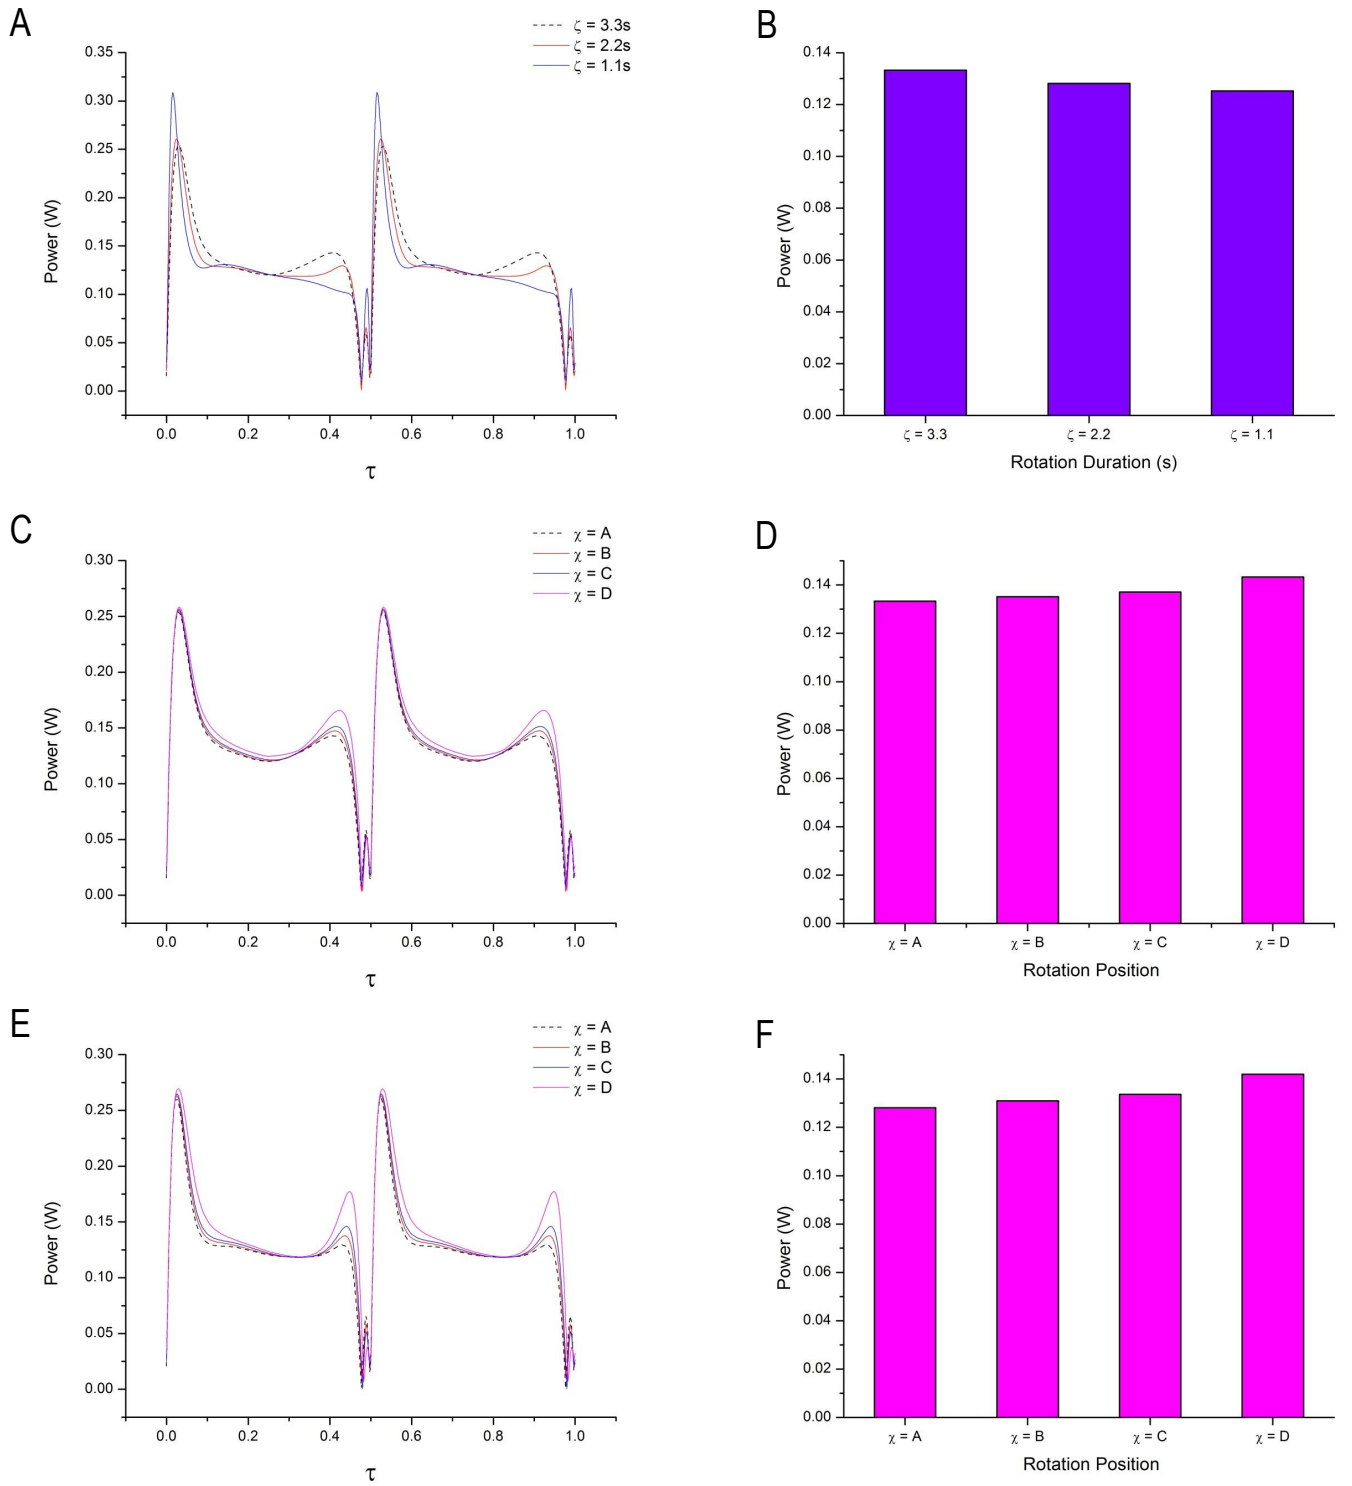 A
ζ = 3.3s
ζ = 2.2s
ζ = 1.1s
0.35
0.30
0.25
0.20
0.15
0.10
0.05
0.00
Power (W)
0.0 0.2 0.4 0.6 0.8 1.0
τ
B
0.14
0.12
0.10
0.08
0.06
0.04
0.02
0.00
Power (W)
ζ = 3.3 ζ = 2.2 ζ = 1.1
Rotation Duration (s)
C
χ = A
χ = B
χ = C
χ = D
0.30
0.25
0.20
0.15
0.10
0.05
0.00
Power (W)
0.0 0.2 0.4 0.6 0.8 1.0
τ
D
0.14
0.12
0.10
0.08
0.06
0.04
0.02
0.00
Power (W)
χ = A χ = B χ = C χ = D
Rotation Position
E
χ = A
χ = B
χ = C
χ = D
0.30
0.25
0.20
0.15
0.10
0.05
0.00
Power (W)
0.0 0.2 0.4 0.6 0.8 1.0
τ
F
0.14
0.12
0.10
0.08
0.06
0.04
0.02
0.00
Power (W)
χ = A χ = B χ = C χ = D
Rotation Position